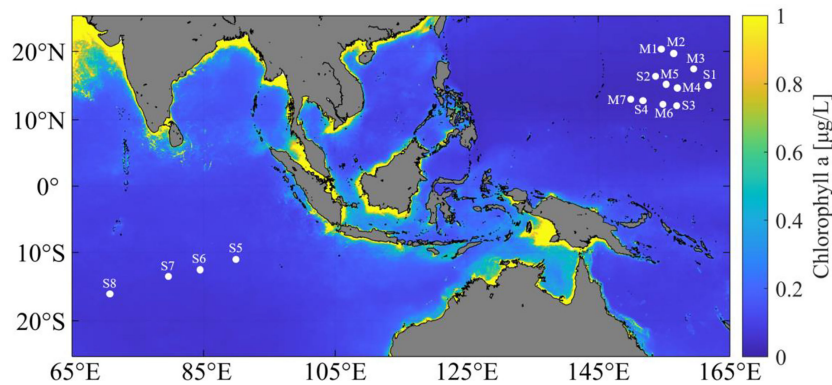 20°N
10°N
0°
10°S
20°S
65°E
85°E
105°E
125°E
145°E
165°E
M1
M2
M3
S2
M5
S1
M4
M7
S4
M6
S3
S5
S6
S7
S8
1
0.8
0.6
0.4
0.2
0
Chlorophyll a [µg/L]